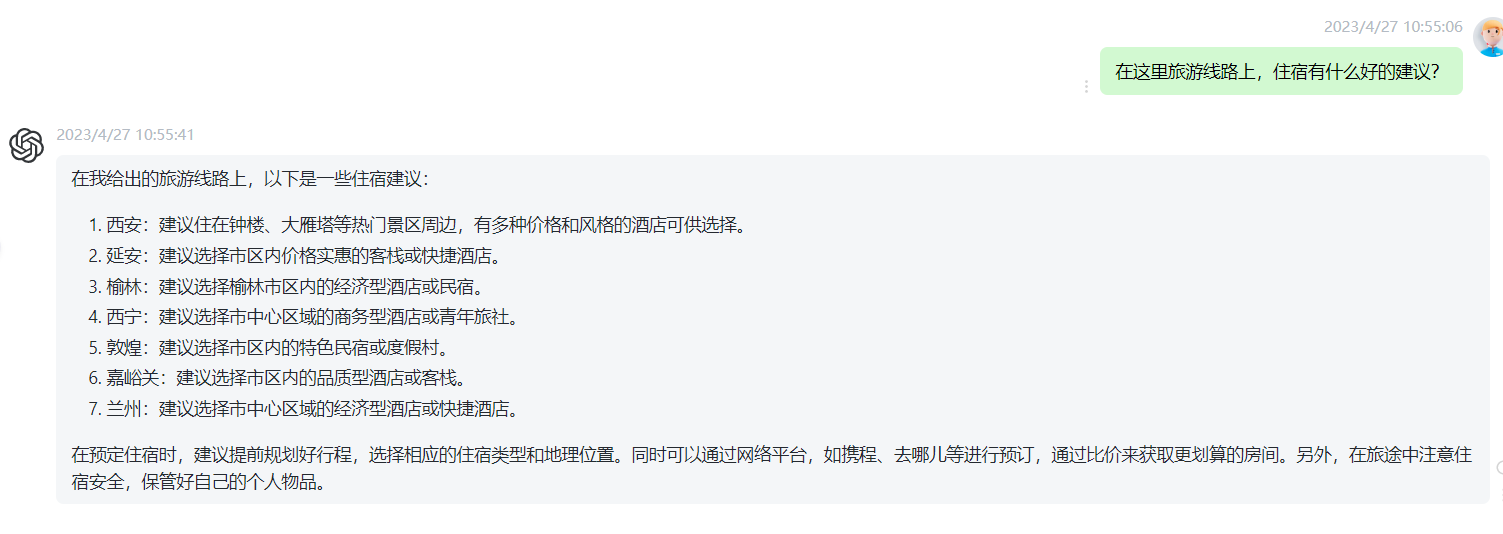 2023/4/27 10:55:06
在这里旅游线路上，住宿有什么好的建议？
2023/4/27 10:55:41
在我给出的旅游线路上，以下是一些住宿建议：
1. 西安：建议住在钟楼、大雁塔等热门景区周边，有多种价格和风格的酒店可供选择。
2. 延安：建议选择市区内价格实惠的客栈或快捷酒店。
3. 榆林：建议选择榆林市区内的经济型酒店或民宿。
4. 西宁：建议选择市中心区域的商务型酒店或青年旅社。
5. 敦煌：建议选择市区内的特色民宿或度假村。
6. 嘉峪关：建议选择市区内的品质型酒店或客栈。
7. 兰州：建议选择市中心区域的经济型酒店或快捷酒店。
在预定住宿时，建议提前规划好行程，选择相应的住宿类型和地理位置。同时可以通过网络平台，如携程、去哪儿等进行预订，通过比价来获取更划算的房间。另外，在旅途中注意住
宿安全，保管好自己的个人物品。